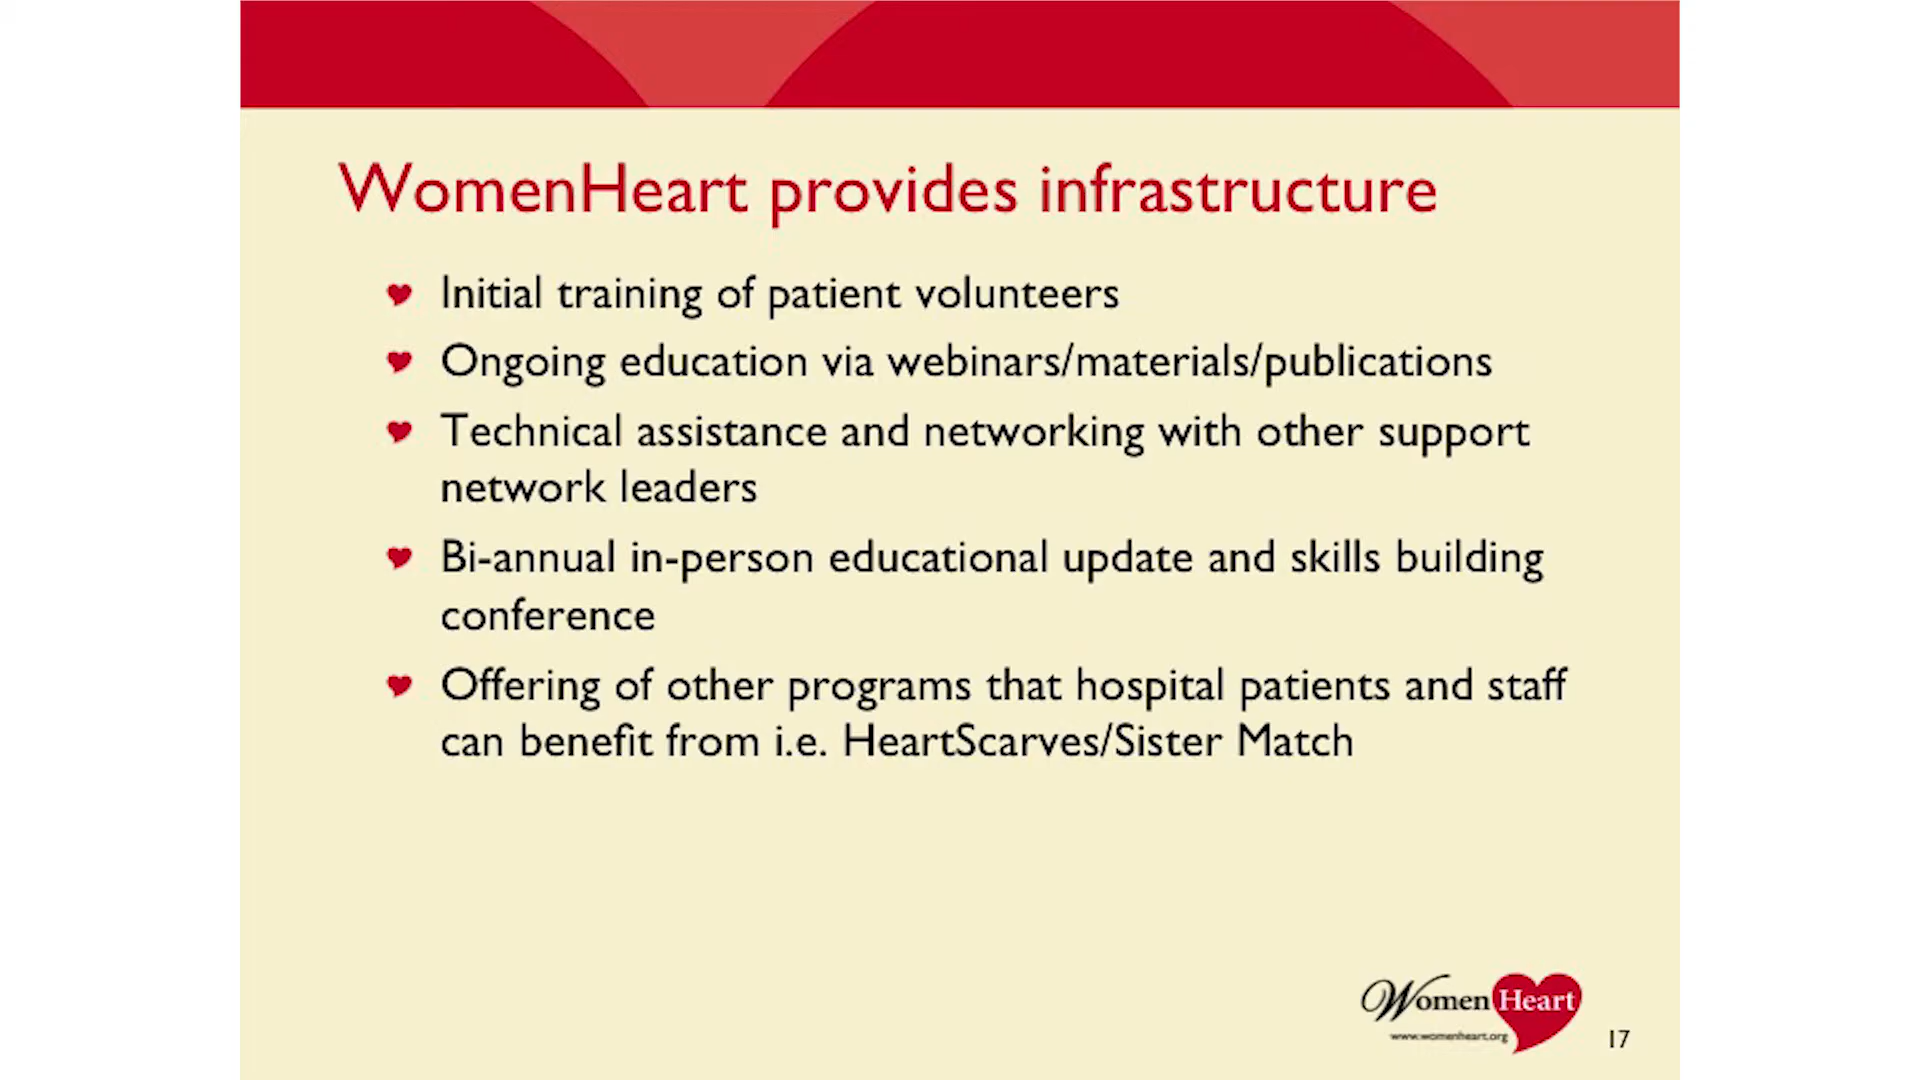 WomenHeart provides infrastructure
Initial training of patient volunteers
Ongoing education via webinars/materials/publications
Technical assistance and networking with other support
network leaders
Bi-annual in-person educational update and skills building
conference
Offering of other programs that hospital patients and staff
can benefit from i.e. HeartScarves/Sister Match
WomenHeart
www.womenheart.org
17